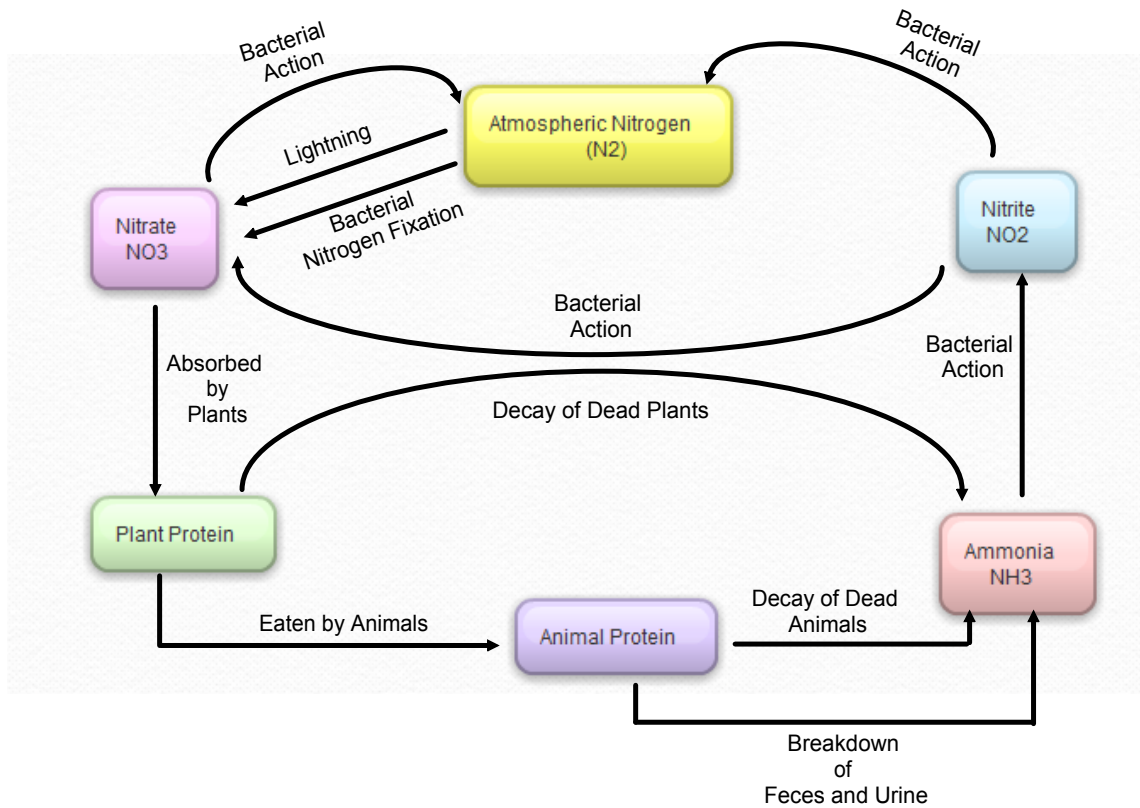 Bacterial
Action
Bacterial
Action
Atmospheric Nitrogen
(N2)
Lightning
Bacterial
Nitrogen Fixation
Nitrate
NO3
Nitrite
NO2
Bacterial
Action
Bacterial
Action
Absorbed
by
Plants
Decay of Dead Plants
Plant Protein
Ammonia
NH3
Eaten by Animals
Animal Protein
Decay of Dead
Animals
Breakdown
of
Feces and Urine